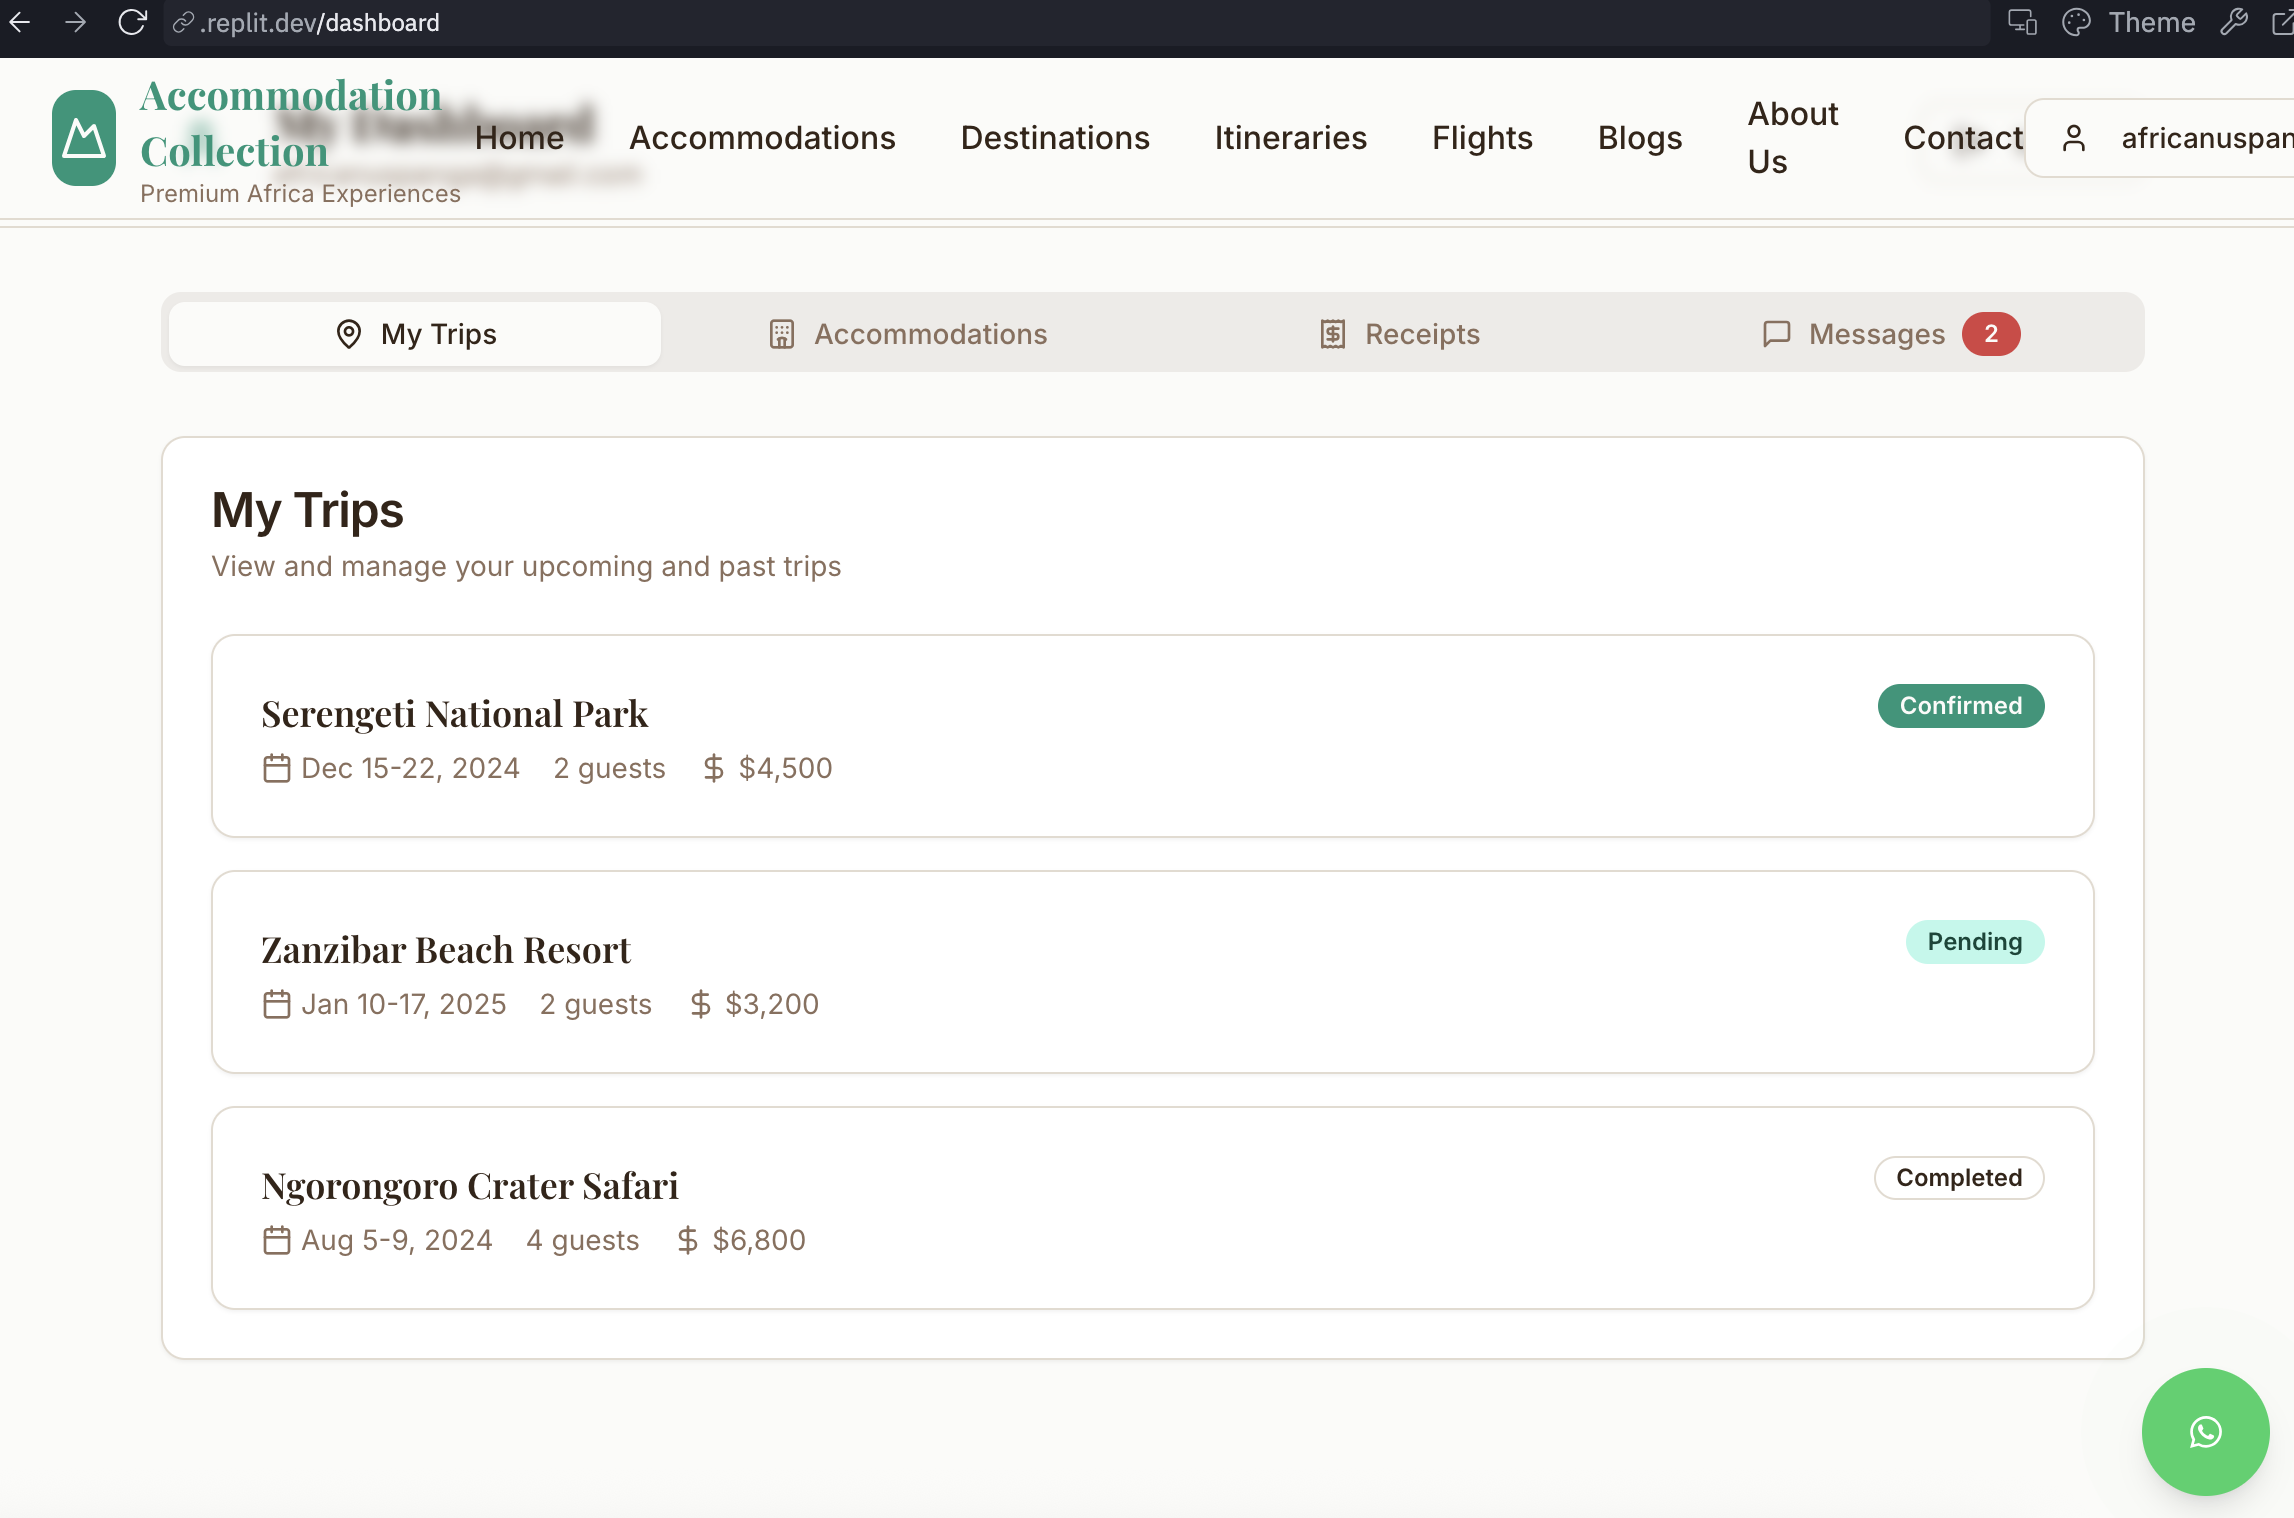 .replit.dev/dashboard
Theme
Accommodation
Collection
Premium Africa Experiences
My Dashboard
Home
Accommodations
Destinations
Itineraries
Flights
Blogs
About
Us
Contact
africanuspan
My Trips
Accommodations
Receipts
Messages 2
My Trips
View and manage your upcoming and past trips
Serengeti National Park
Confirmed
Dec 15-22, 2024 2 guests $4,500
Zanzibar Beach Resort
Pending
Jan 10-17, 2025 2 guests $3,200
Ngorongoro Crater Safari
Completed
Aug 5-9, 2024 4 guests $6,800